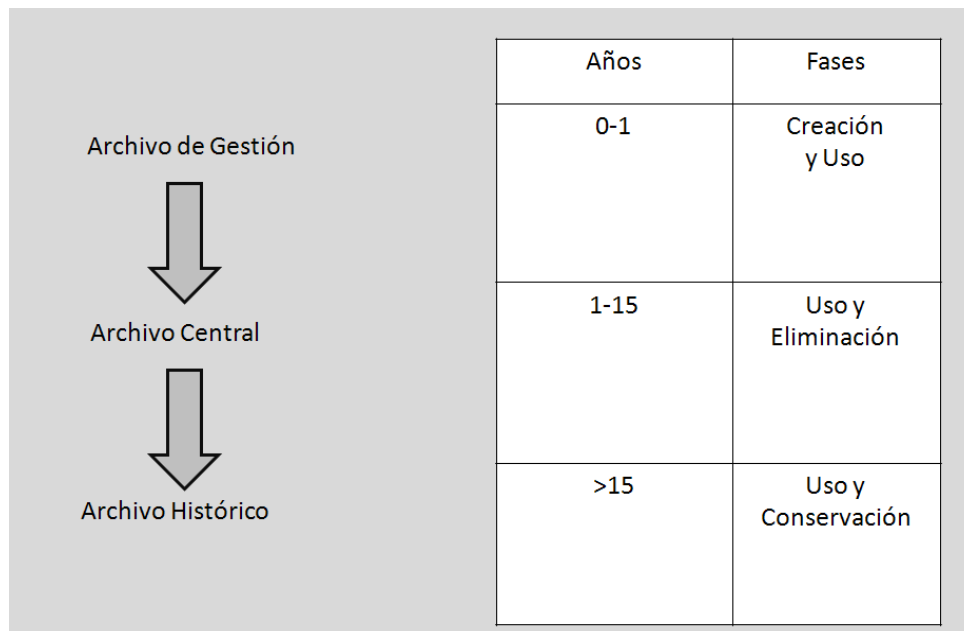 Años
Fases
Archivo de Gestión
0-1
Creación
y Uso
Archivo Central
1-15
Uso y
Eliminación
Archivo Histórico
>15
Uso y
Conservación